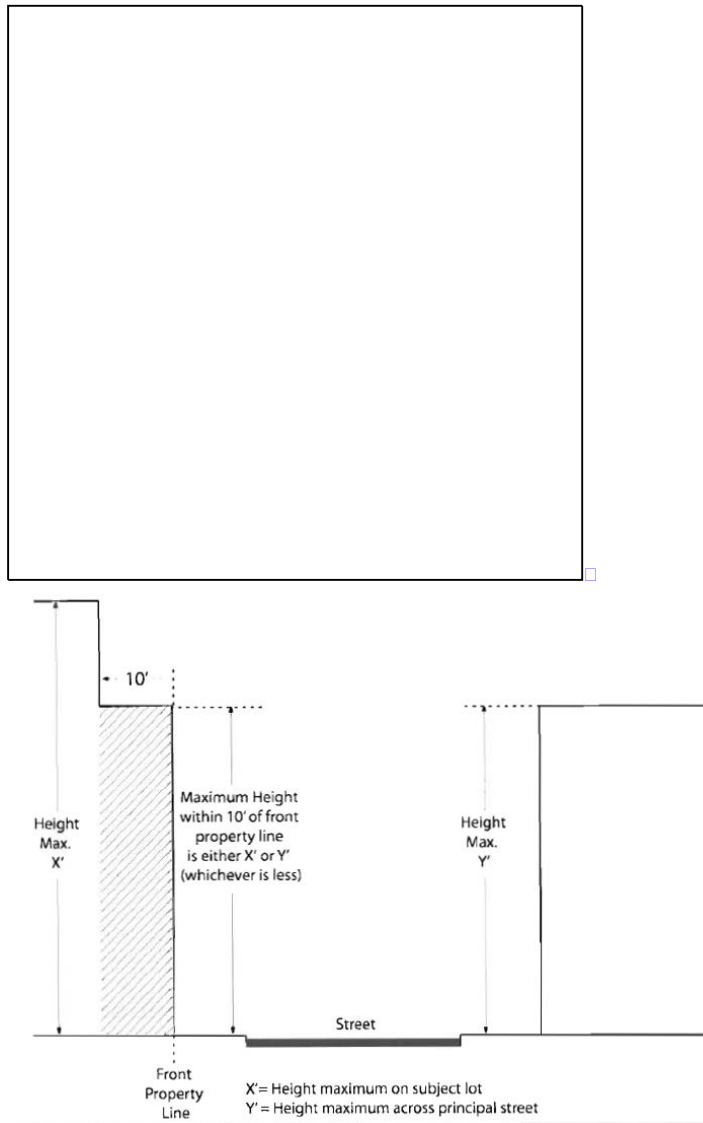 10'
Maximum Height
within 10' of front
property line
is either X' or Y'
(whichever is less)
Height
Max.
X'
Height
Max.
Y'
Street
Front
Property
Line
X'= Height maximum on subject lot
Y' = Height maximum across principal street